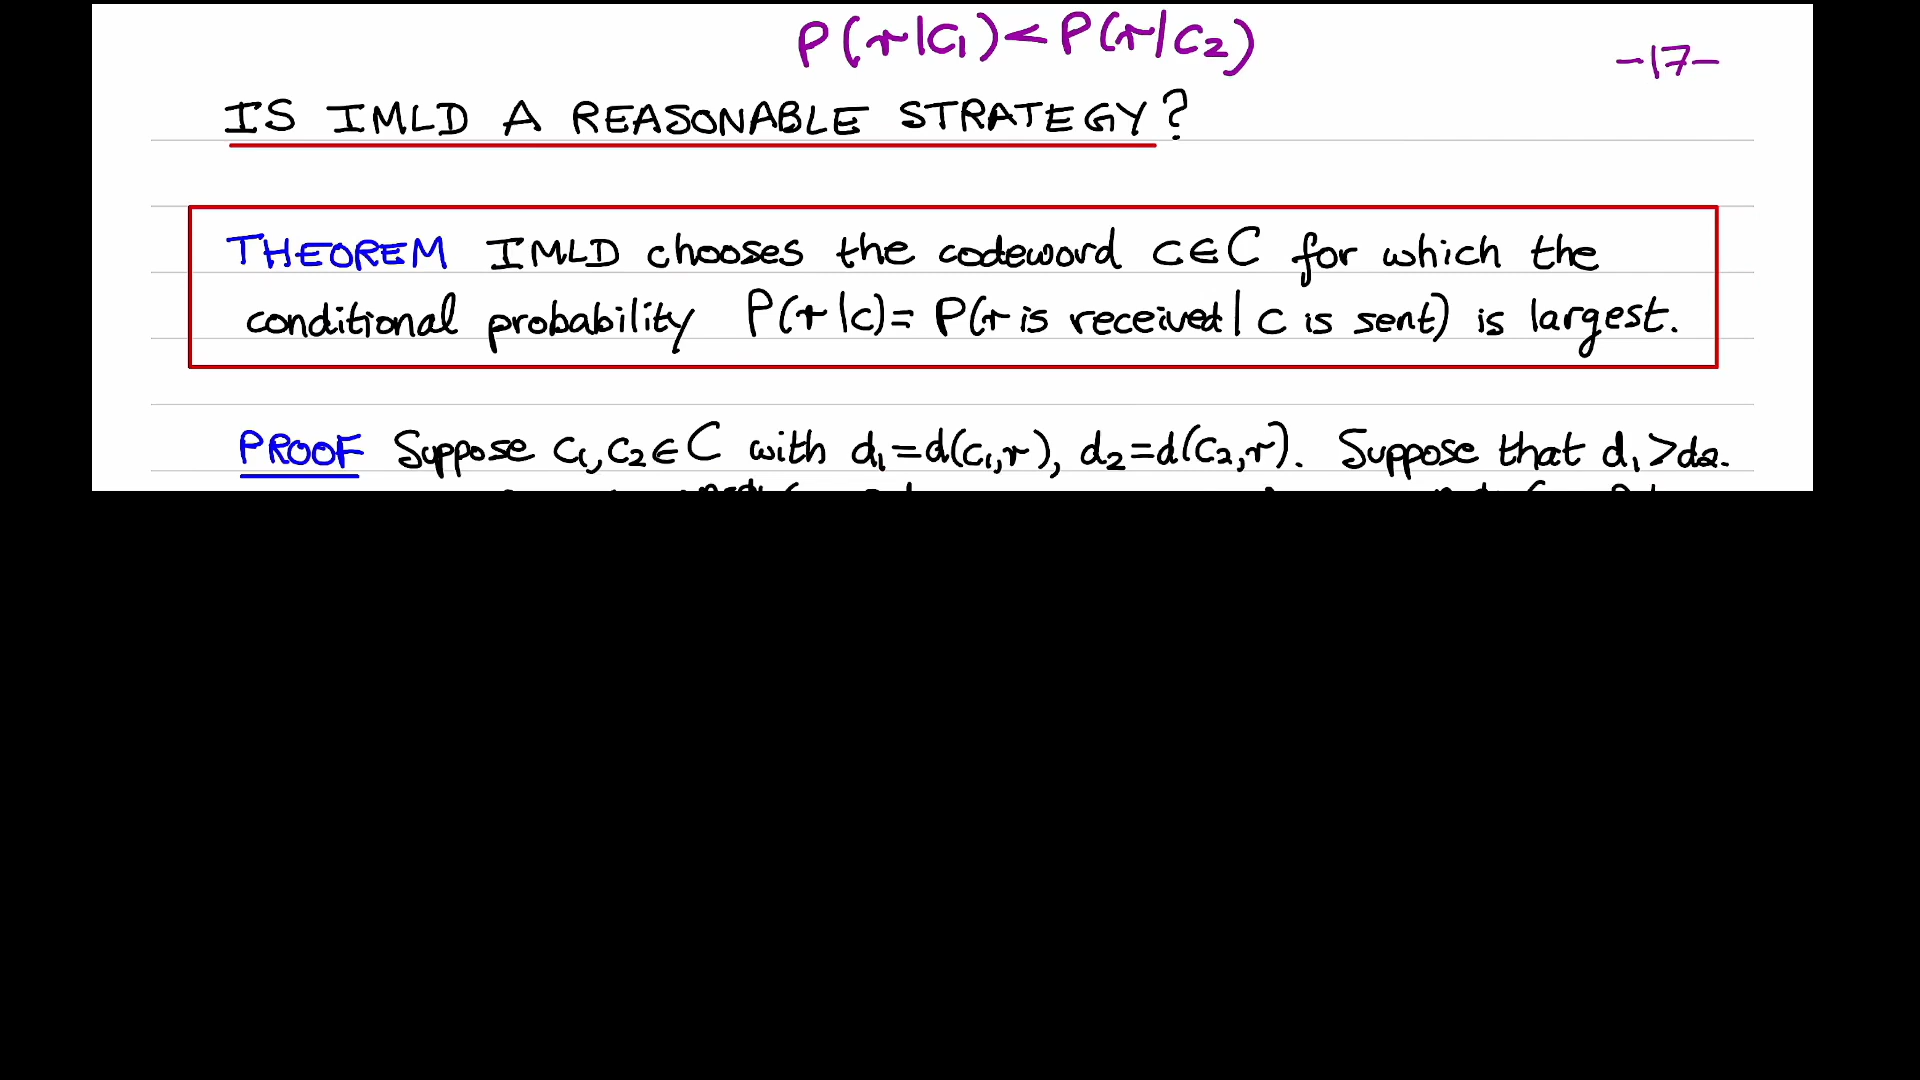 P(r|c₁)<P(r|c₂)
-17-
IS IMLD A REASONABLE STRATEGY?
THEOREM IMLD chooses the codeword c∈C for which the
conditional probability P(r|c)= P(r is received | c is sent) is largest.
PROOF Suppose c₁,c₂∈C with d₁=d(c₁,r), d₂=d(c₂,r). Suppose that d₁>d₂.